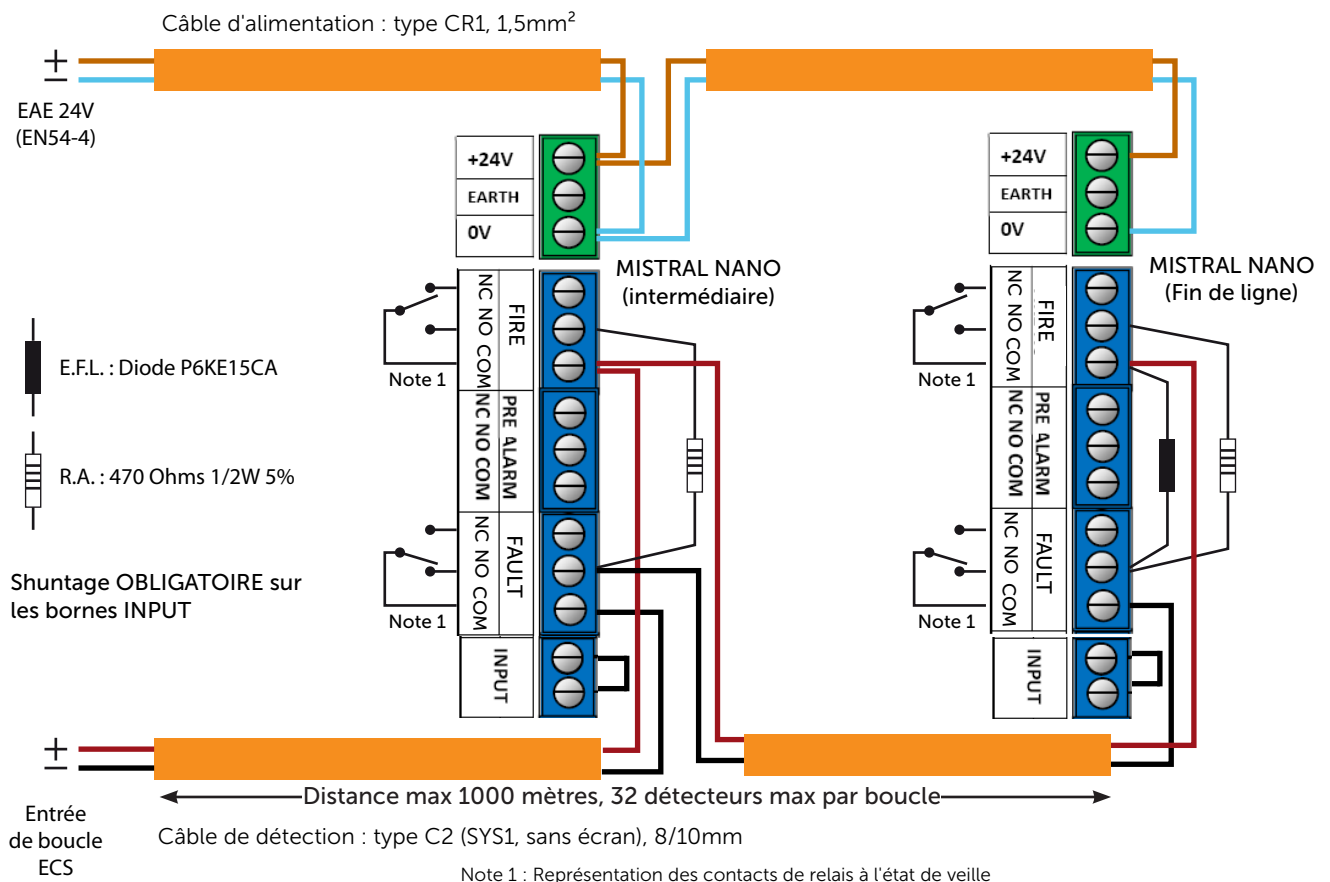 Câble d'alimentation : type CR1, 1,5mm²
±
EAE 24V
(EN54-4)
+24V
EARTH
0V
+24V
EARTH
0V
MISTRAL NANO
(intermédiaire)
MISTRAL NANO
(Fin de ligne)
NC NO COM
FIRE
Note 1
NC NO COM
PRE ALARM
NC NO COM
FAULT
Note 1
INPUT
NC NO COM
FIRE
Note 1
NC NO COM
PRE ALARM
NC NO COM
FAULT
Note 1
INPUT
E.F.L. : Diode P6KE15CA
R.A. : 470 Ohms 1/2W 5%
Shuntage OBLIGATOIRE sur
les bornes INPUT
±
Entrée
de boucle
ECS
Distance max 1000 mètres, 32 détecteurs max par boucle
Câble de détection : type C2 (SYS1, sans écran), 8/10mm
Note 1 : Représentation des contacts de relais à l'état de veille